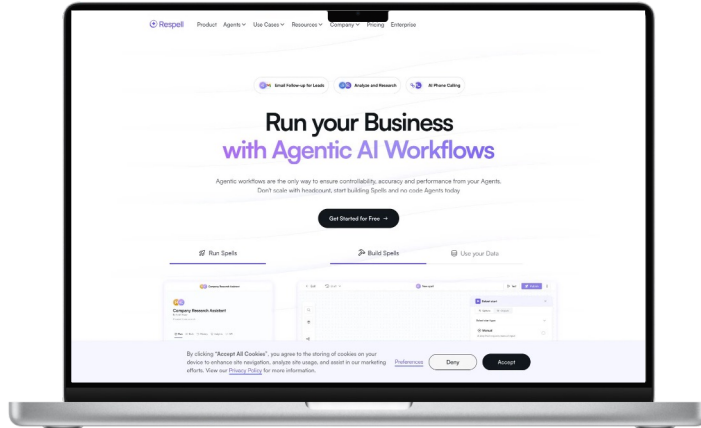 Respell Product Agents Use Cases Resources Company Pricing Enterprise
Email Follow-up for Leads Analyze and Research AI Phone Calling
Run your Business
with Agentic AI Workflows
Agentic workflows are the only way to ensure controllability, accuracy and performance from your Agents.
Don't scale with headcount, start building Spells and no code Agents today
Get Started for Free →
Run Spells Build Spells Use your Data
Company Research Assistant
Company Research Assistant
By clicking "Accept All Cookies", you agree to the storing of cookies on your
device to enhance site navigation, analyze site usage, and assist in our marketing
efforts. View our Privacy Policy for more information.
Preferences Deny Accept